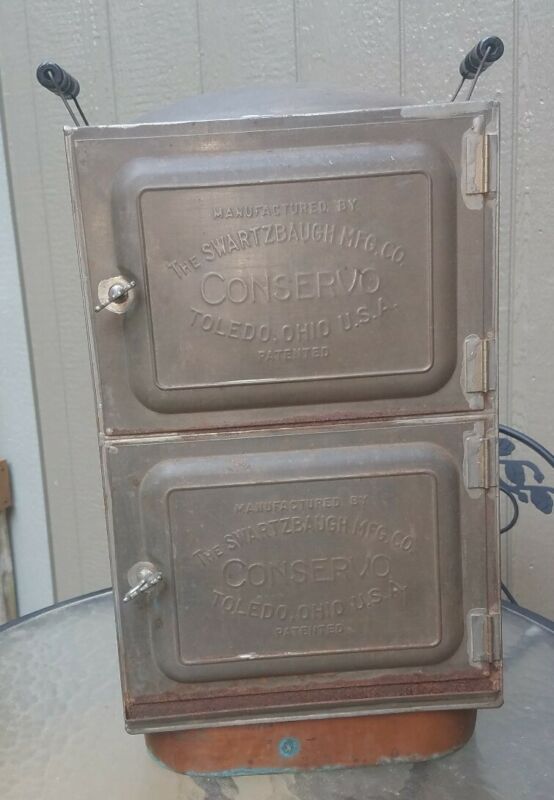 MANUFACTURED BY
THE SWARTZBAUGH MFG. CO.
CONSERVO
TOLEDO, OHIO U.S.A.
PATENTED
MANUFACTURED BY
THE SWARTZBAUGH MFG. CO.
CONSERVO
TOLEDO, OHIO U.S.A.
PATENTED